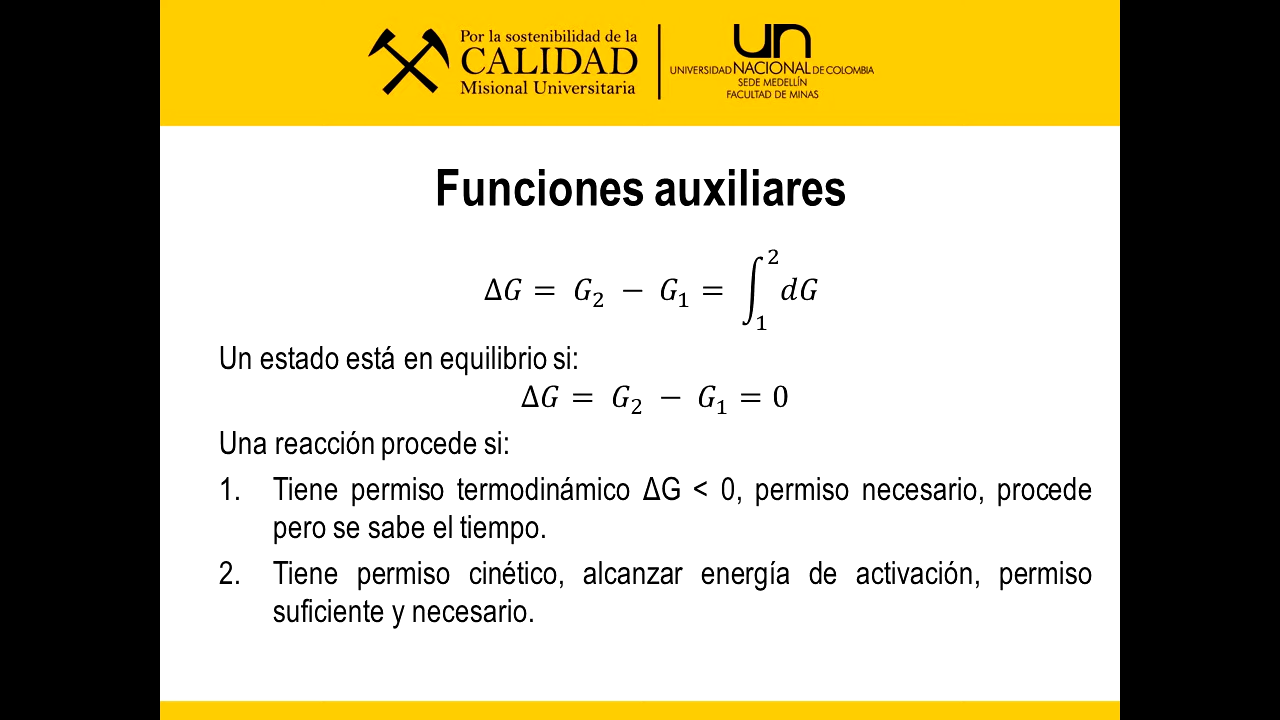 Por la sostenibilidad de la
CALIDAD
Misional Universitaria
un
UNIVERSIDAD NACIONAL DE COLOMBIA
SEDE MEDELLÍN
FACULTAD DE MINAS
Funciones auxiliares
ΔG = G₂ − G₁ = ∫₁² dG
Un estado está en equilibrio si:
ΔG = G₂ − G₁ = 0
Una reacción procede si:
1. Tiene permiso termodinámico ΔG < 0, permiso necesario, procede
pero se sabe el tiempo.
2. Tiene permiso cinético, alcanzar energía de activación, permiso
suficiente y necesario.